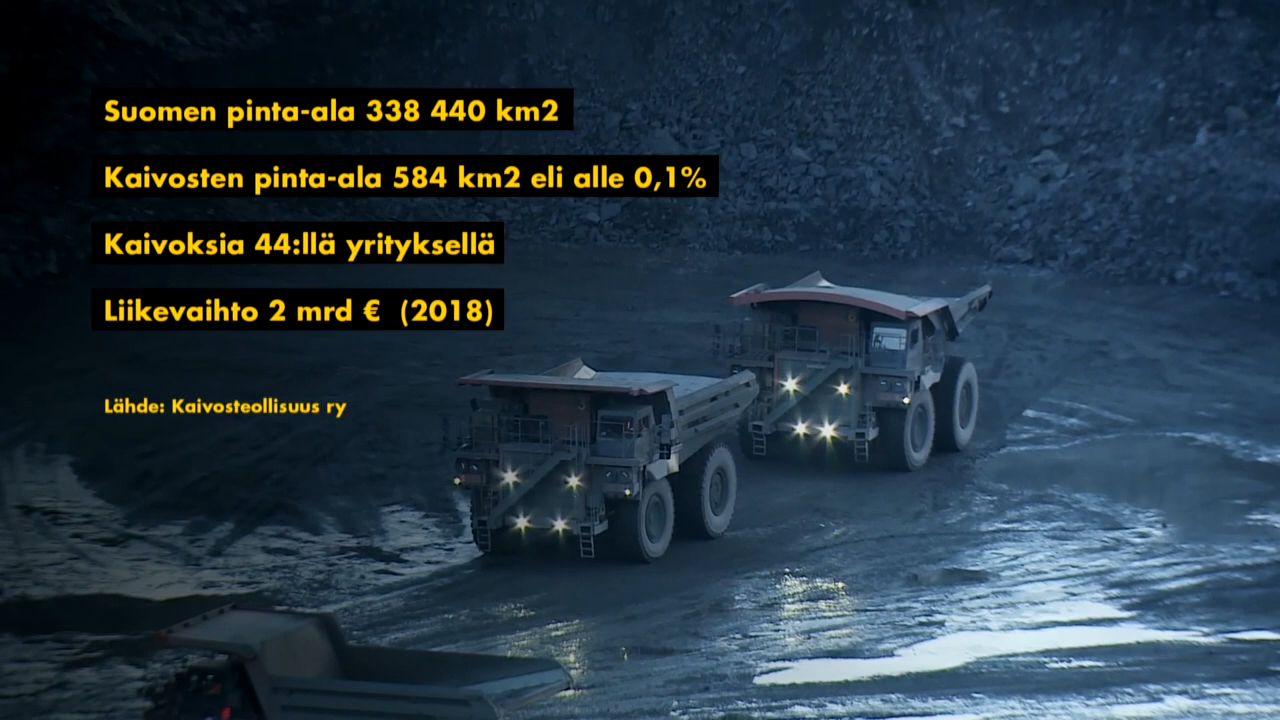 Suomen pinta-ala 338 440 km2
Kaivosten pinta-ala 584 km2 eli alle 0,1%
Kaivoksia 44:llä yrityksellä
Liikevaihto 2 mrd € (2018)
Lähde: Kaivosteollisuus ry